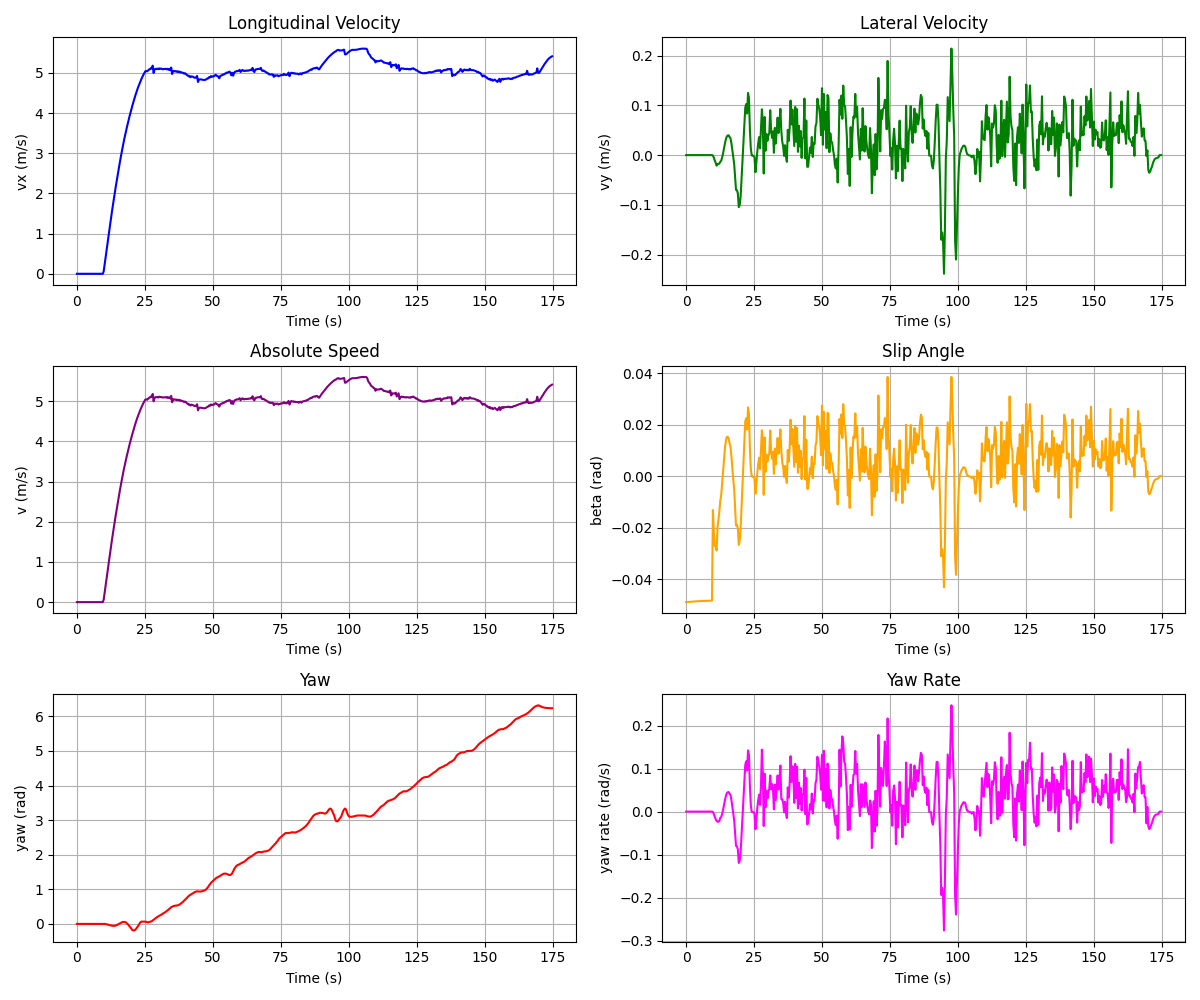 Longitudinal Velocity
vx (m/s)
5
4
3
2
1
0
0 25 50 75 100 125 150 175
Time (s)
Lateral Velocity
vy (m/s)
0.2
0.1
0.0
−0.1
−0.2
0 25 50 75 100 125 150 175
Time (s)
Absolute Speed
v (m/s)
5
4
3
2
1
0
0 25 50 75 100 125 150 175
Time (s)
Slip Angle
beta (rad)
0.04
0.02
0.00
−0.02
−0.04
0 25 50 75 100 125 150 175
Time (s)
Yaw
yaw (rad)
6
5
4
3
2
1
0
0 25 50 75 100 125 150 175
Time (s)
Yaw Rate
yaw rate (rad/s)
0.2
0.1
0.0
−0.1
−0.2
−0.3
0 25 50 75 100 125 150 175
Time (s)